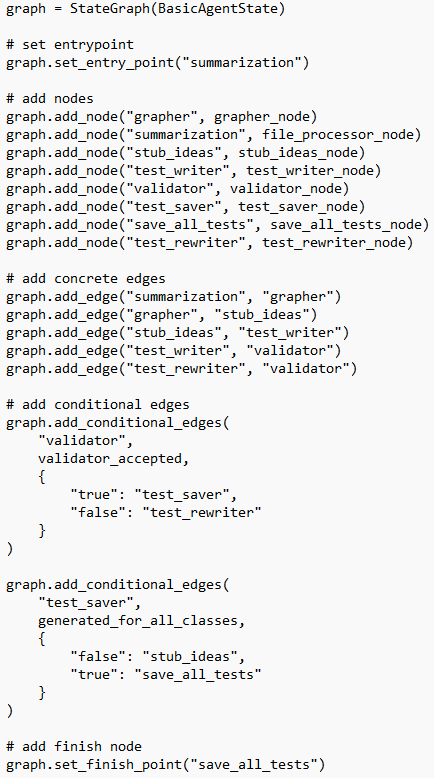 graph = StateGraph(BasicAgentState)

# set entrypoint
graph.set_entry_point("summarization")

# add nodes
graph.add_node("grapher", grapher_node)
graph.add_node("summarization", file_processor_node)
graph.add_node("stub_ideas", stub_ideas_node)
graph.add_node("test_writer", test_writer_node)
graph.add_node("validator", validator_node)
graph.add_node("test_saver", test_saver_node)
graph.add_node("save_all_tests", save_all_tests_node)
graph.add_node("test_rewriter", test_rewriter_node)

# add concrete edges
graph.add_edge("summarization", "grapher")
graph.add_edge("grapher", "stub_ideas")
graph.add_edge("stub_ideas", "test_writer")
graph.add_edge("test_writer", "validator")
graph.add_edge("test_rewriter", "validator")

# add conditional edges
graph.add_conditional_edges(
    "validator",
    validator_accepted,
    {
        "true": "test_saver",
        "false": "test_rewriter"
    }
)

graph.add_conditional_edges(
    "test_saver",
    generated_for_all_classes,
    {
        "false": "stub_ideas",
        "true": "save_all_tests"
    }
)

# add finish node
graph.set_finish_point("save_all_tests")